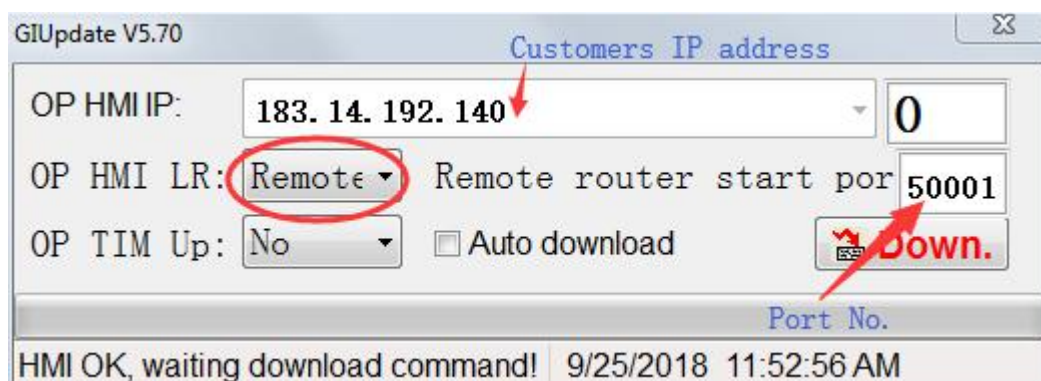 GIUpdate V5.70
Customers IP address
OP HMI IP: 183. 14. 192. 140 0
OP HMI LR: Remote Remote router start por 50001
OP TIM Up: No Auto download Down.
Port No.
HMI OK, waiting download command! 9/25/2018 11:52:56 AM